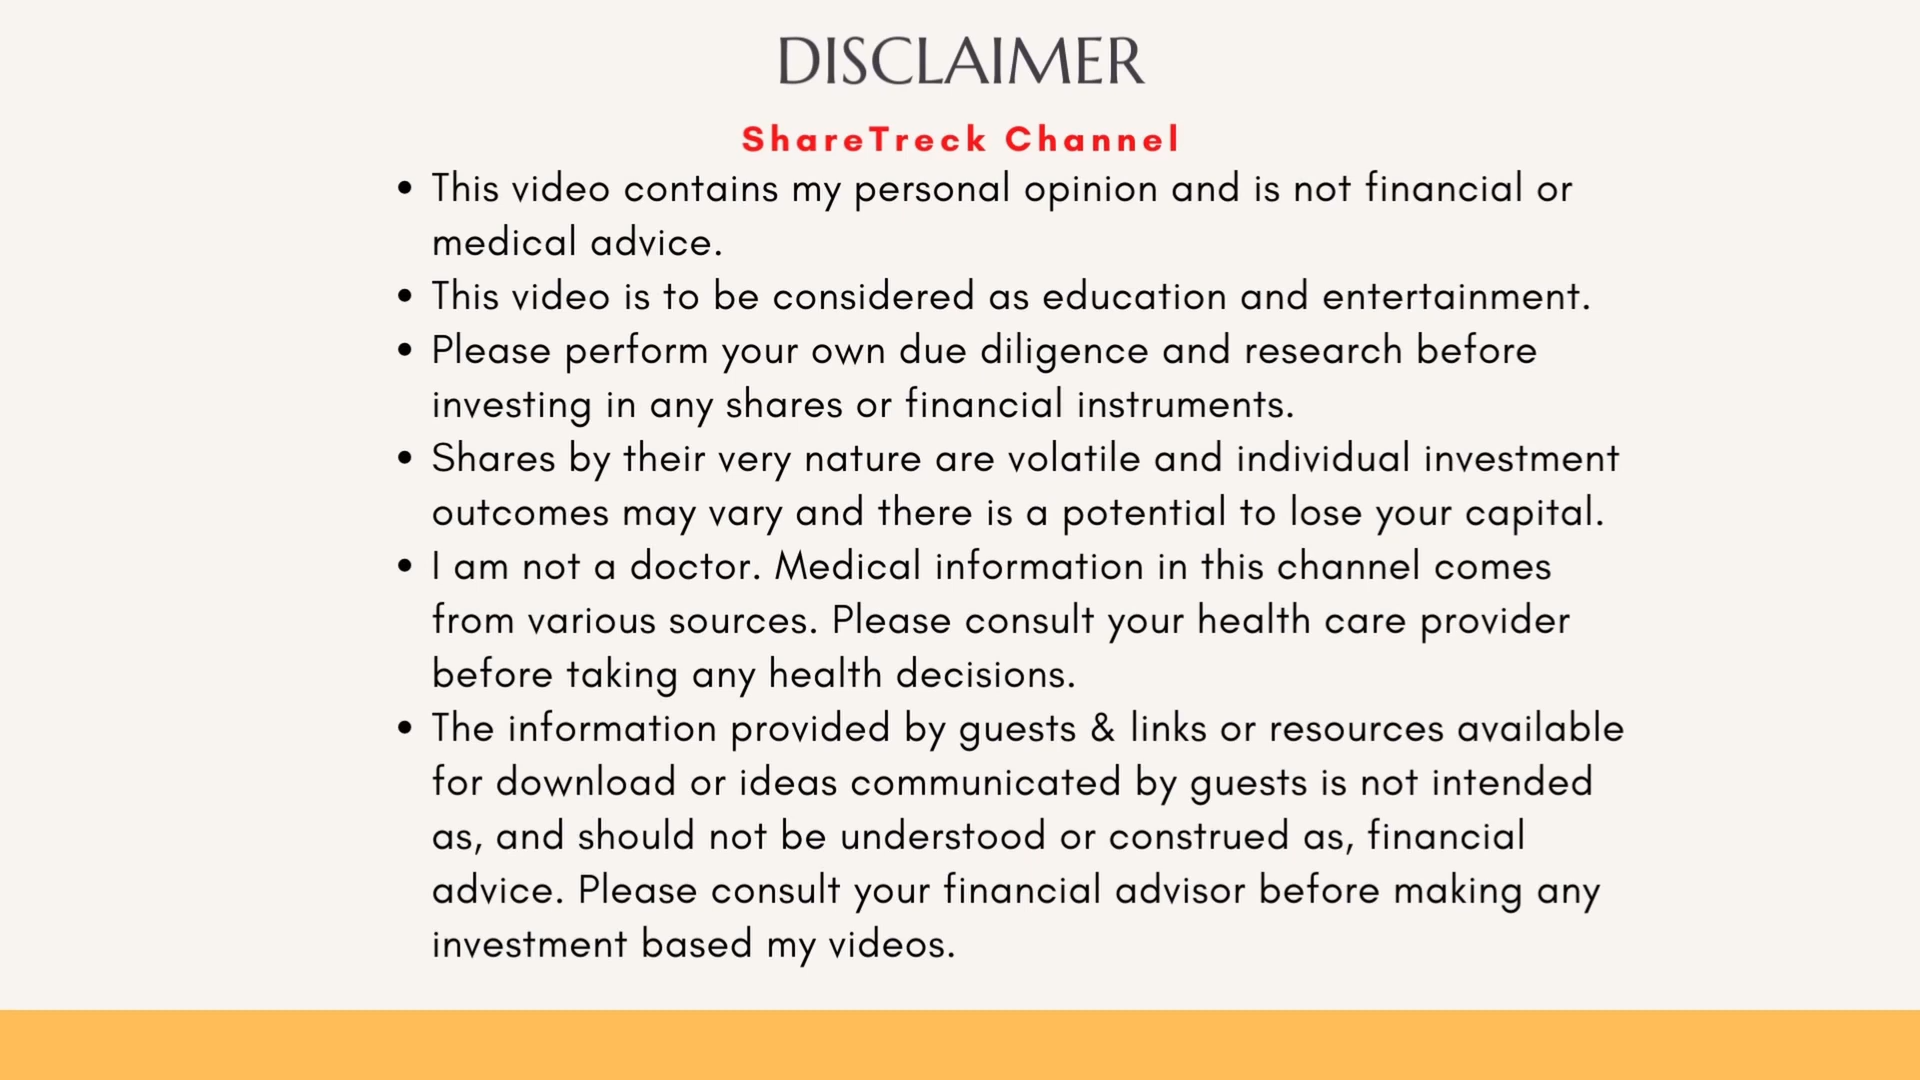 DISCLAIMER
ShareTreck Channel
• This video contains my personal opinion and is not financial or
medical advice.
• This video is to be considered as education and entertainment.
• Please perform your own due diligence and research before
investing in any shares or financial instruments.
• Shares by their very nature are volatile and individual investment
outcomes may vary and there is a potential to lose your capital.
• I am not a doctor. Medical information in this channel comes
from various sources. Please consult your health care provider
before taking any health decisions.
• The information provided by guests & links or resources available
for download or ideas communicated by guests is not intended
as, and should not be understood or construed as, financial
advice. Please consult your financial advisor before making any
investment based my videos.